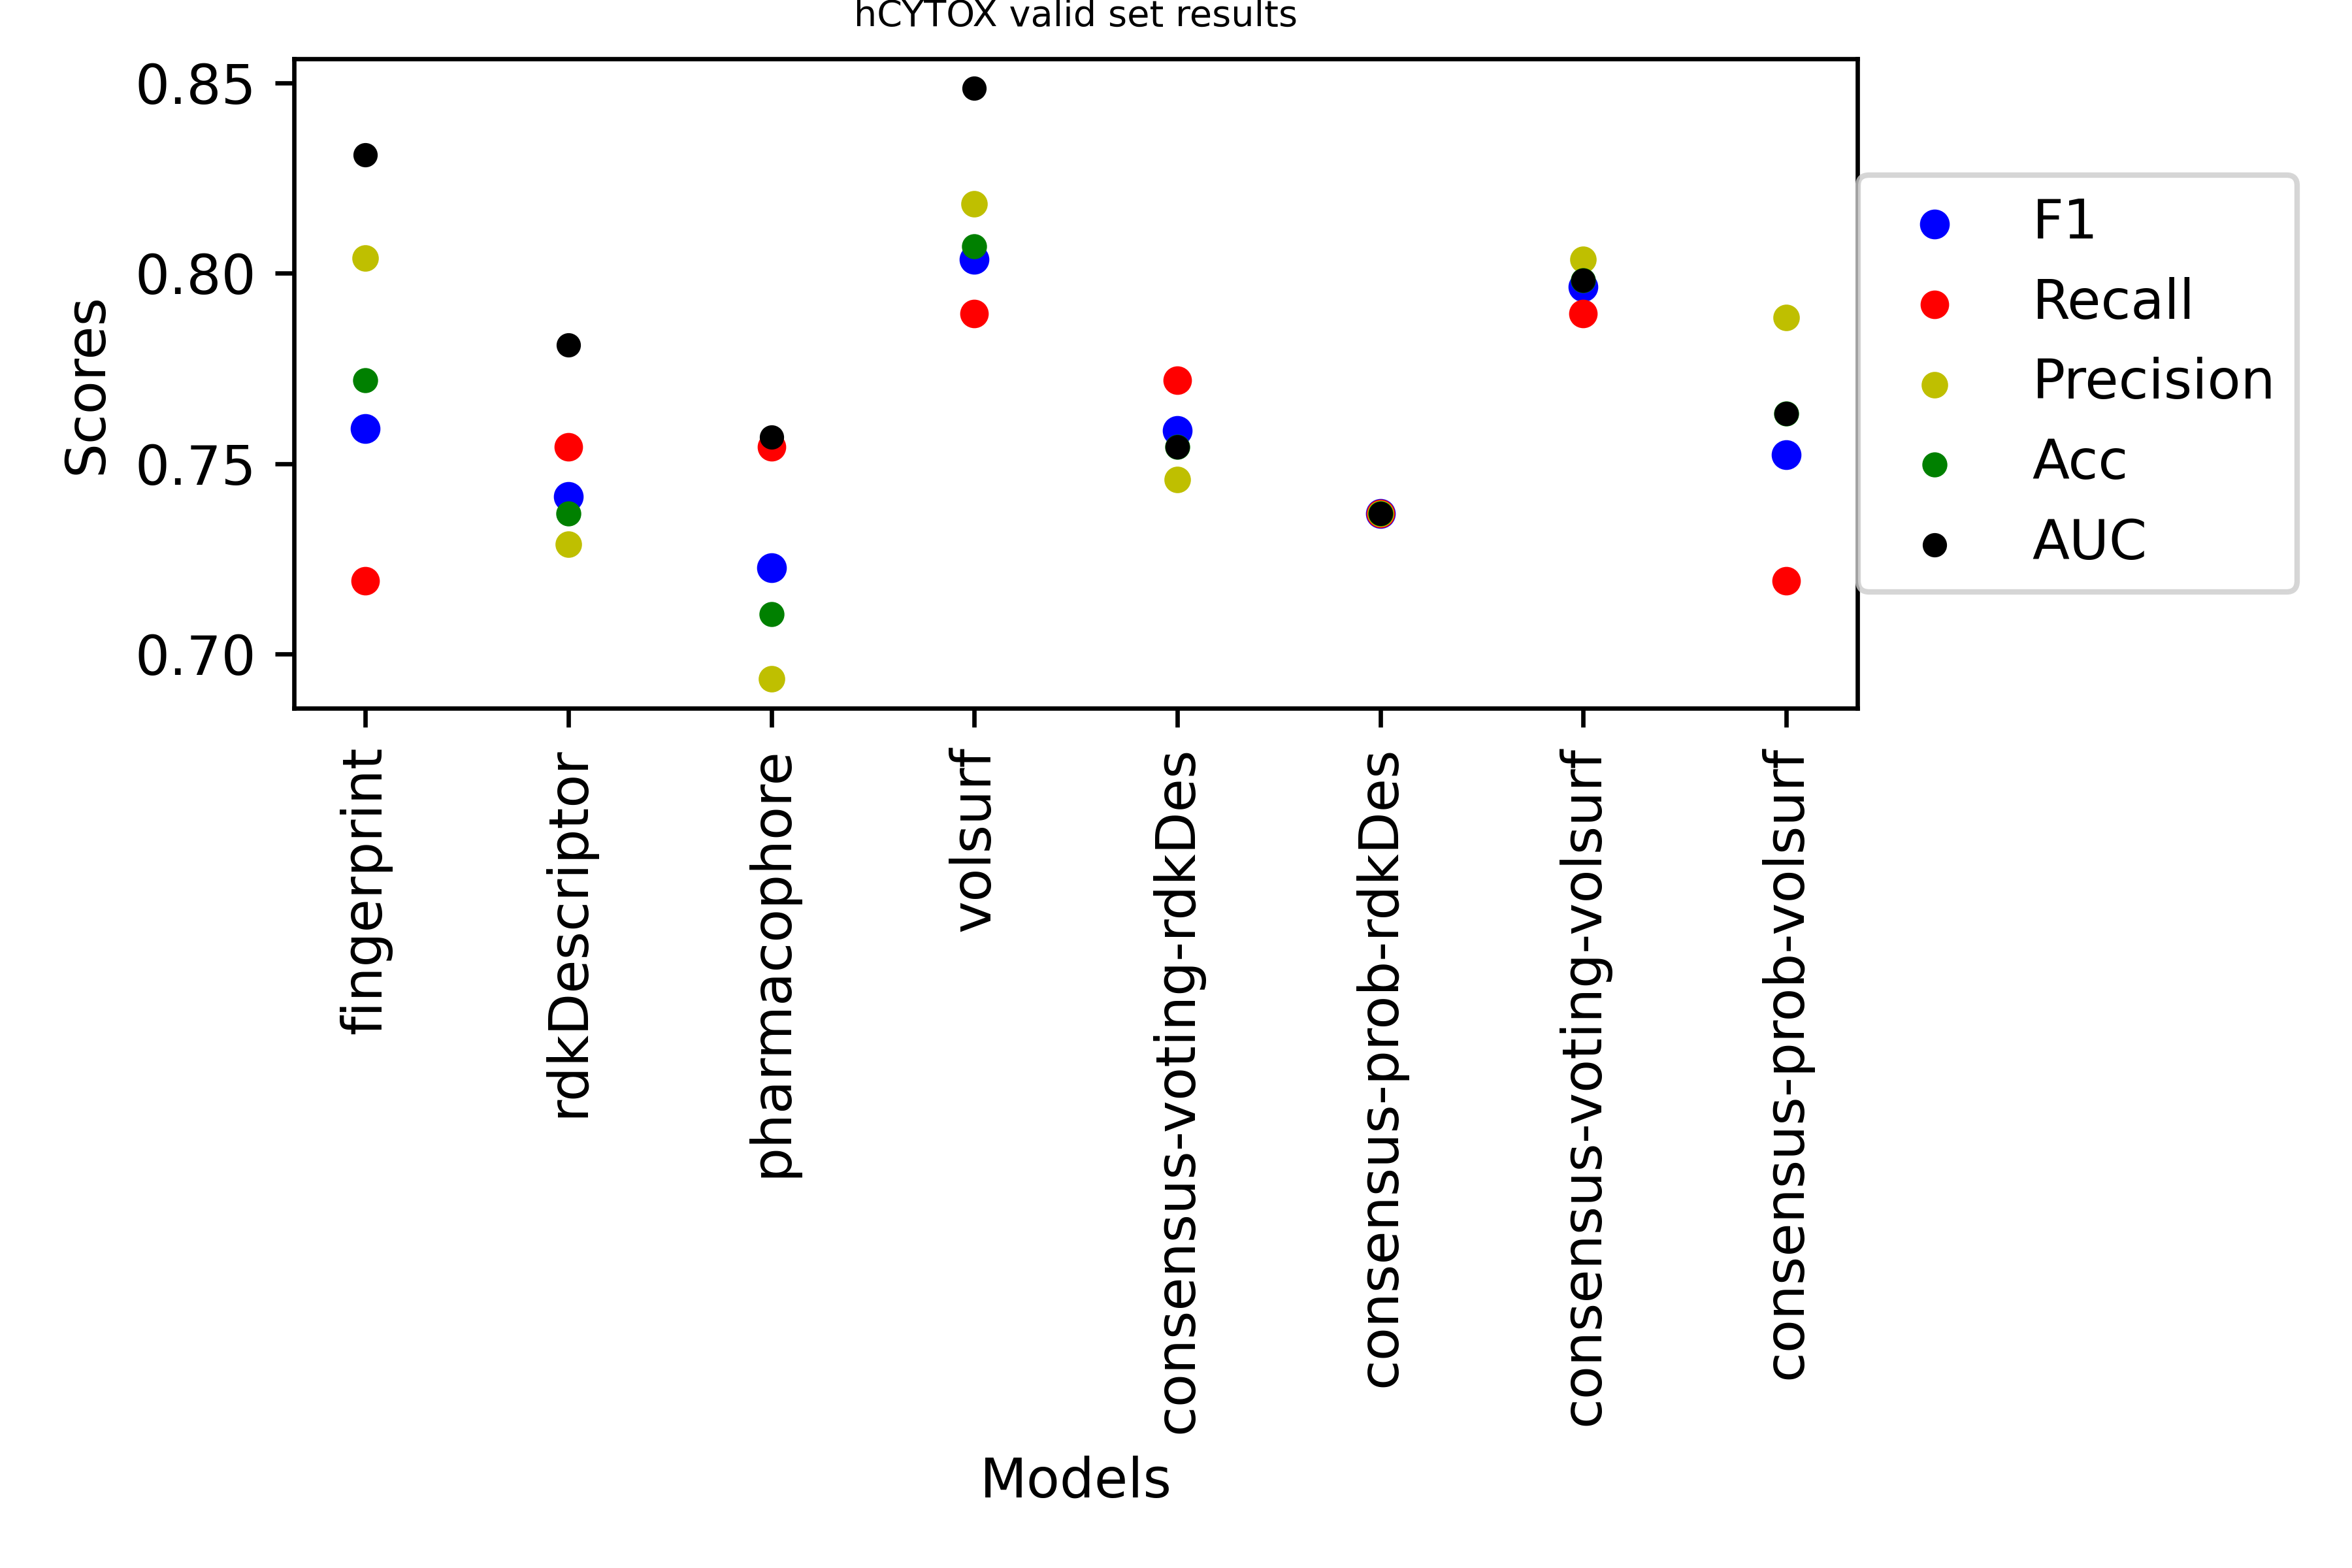 hCYTOX valid set results
0.85
0.80
0.75
0.70
Scores
F1
Recall
Precision
Acc
AUC
fingerprint
rdkDescriptor
pharmacophore
volsurf
consensus-voting-rdkDes
consensus-prob-rdkDes
consensus-voting-volsurf
consensus-prob-volsurf
Models